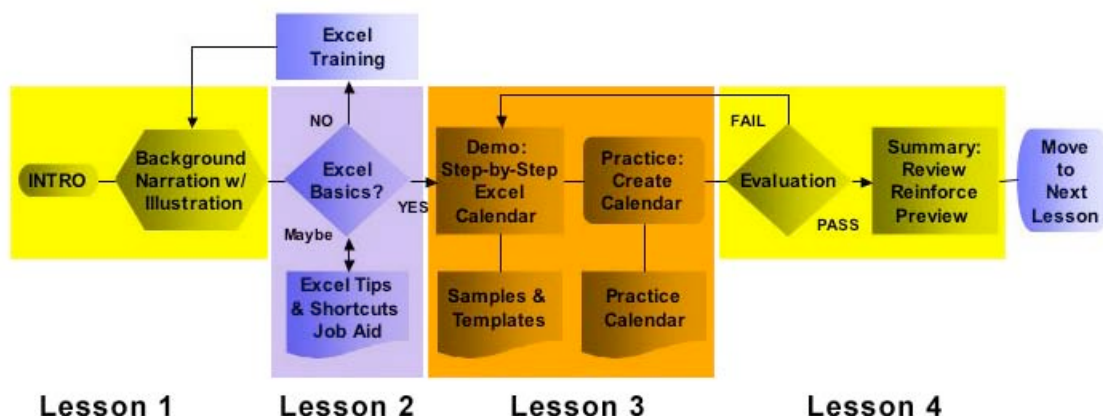 Excel
Training
NO
INTRO
Background
Narration w/
Illustration
Excel
Basics?
YES
Maybe
Excel Tips
& Shortcuts
Job Aid
Demo:
Step-by-Step
Excel
Calendar
Practice:
Create
Calendar
Samples &
Templates
Practice
Calendar
FAIL
Evaluation
PASS
Summary:
Review
Reinforce
Preview
Move
to
Next
Lesson
Lesson 1
Lesson 2
Lesson 3
Lesson 4